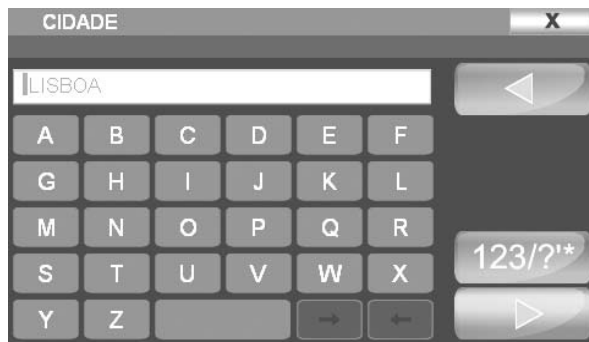 CIDADE X
LISBOA
A B C D E F
G H I J K L
M N O P Q R
S T U V W X
123/?'*
Y Z → ←